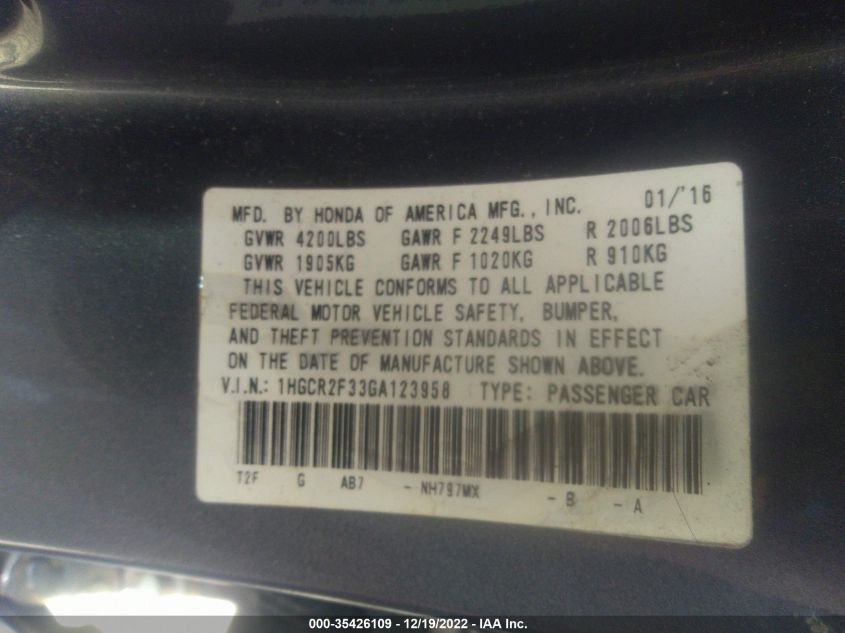 MFD. BY HONDA OF AMERICA MFG., INC. 01/'16
GVWR 4200LBS GAWR F 2249LBS R 2006LBS
GVWR 1905KG GAWR F 1020KG R 910KG
THIS VEHICLE CONFORMS TO ALL APPLICABLE
FEDERAL MOTOR VEHICLE SAFETY, BUMPER,
AND THEFT PREVENTION STANDARDS IN EFFECT
ON THE DATE OF MANUFACTURE SHOWN ABOVE.
V.I.N.: 1HGCR2F33GA123958 TYPE: PASSENGER CAR
T2F G AB7 - NH797MX - B - A
000-35426109 - 12/19/2022 - IAA Inc.